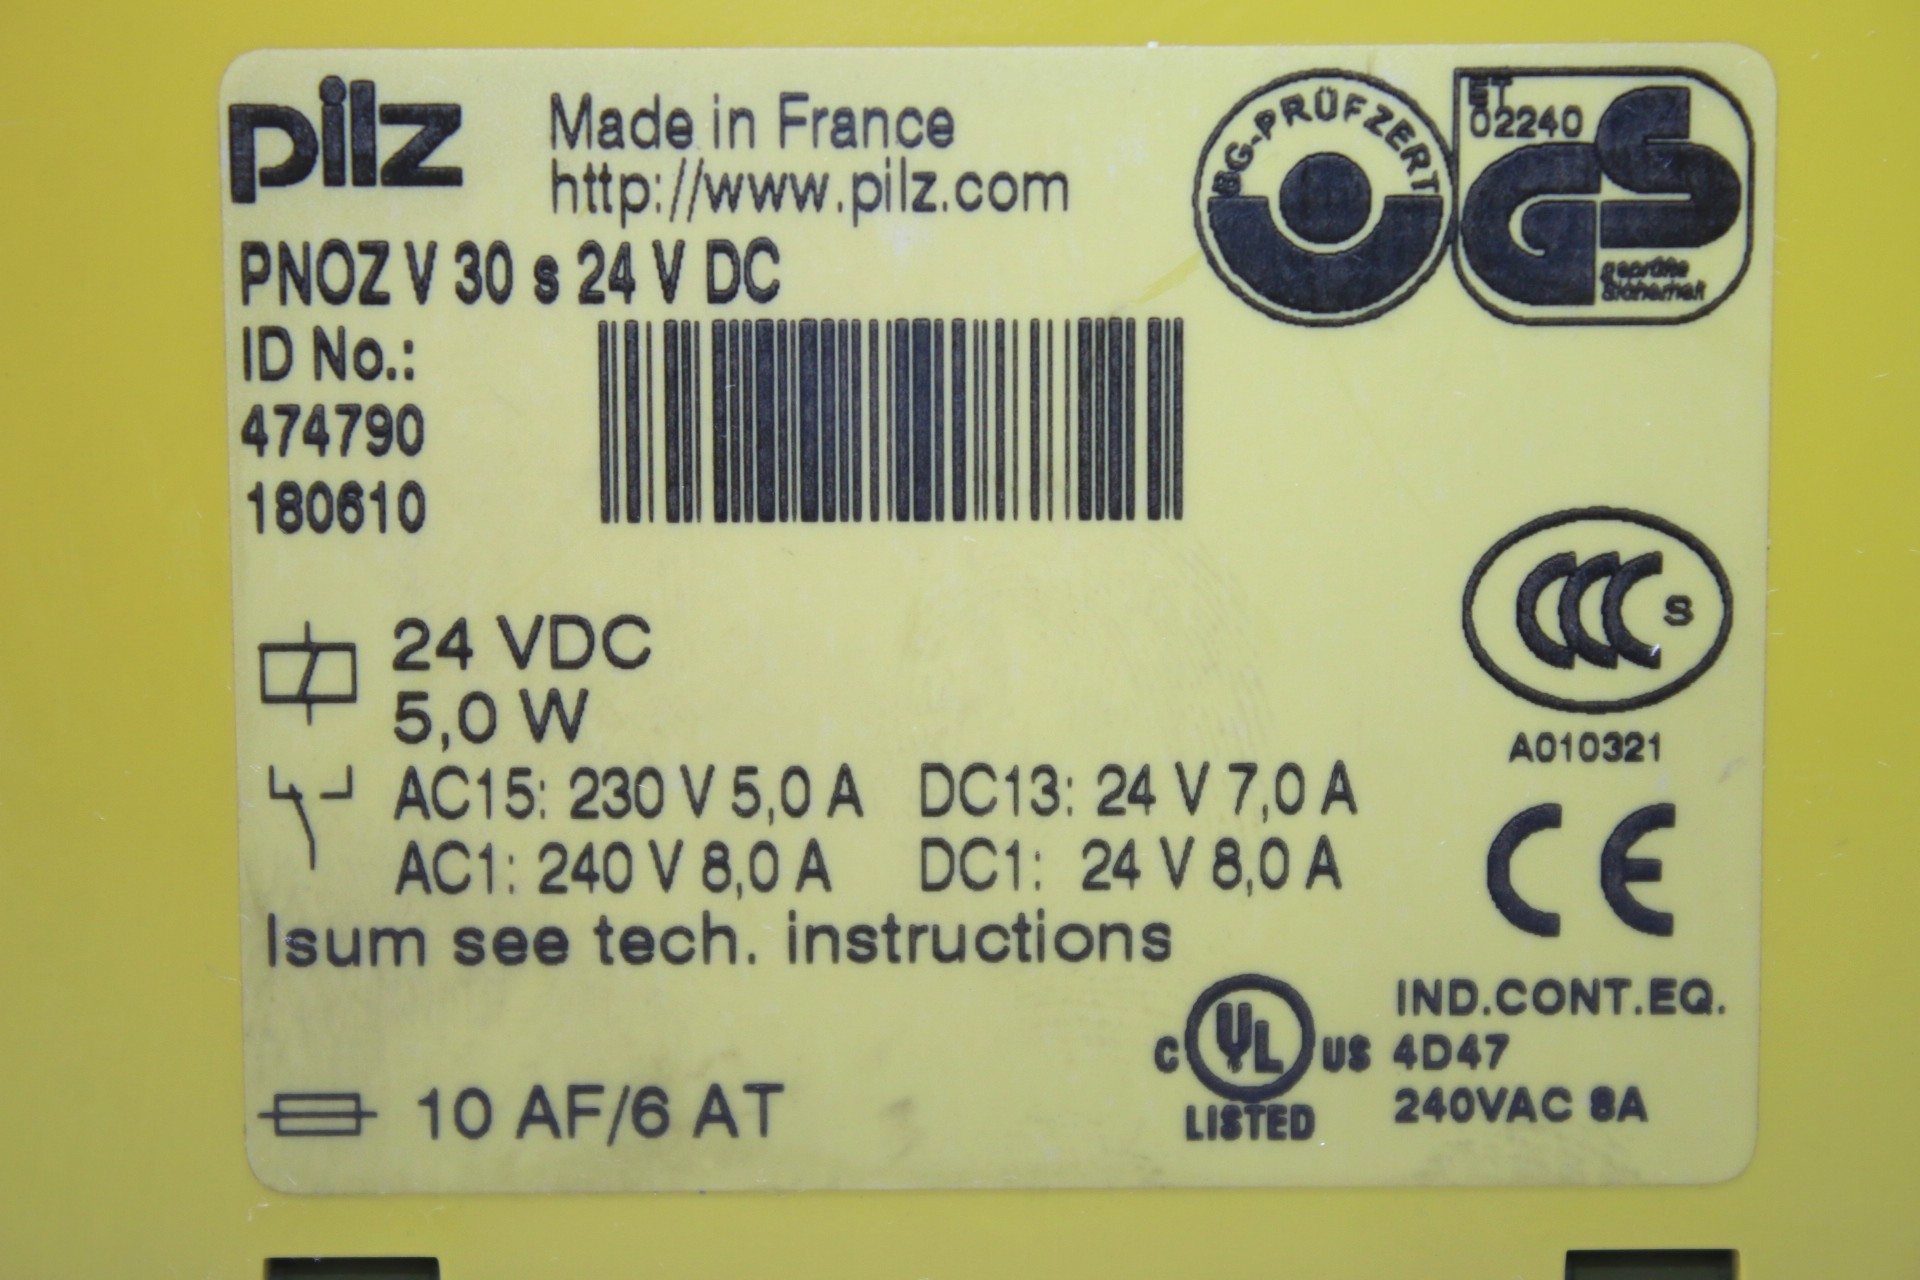 pilz
Made in France
http://www.pilz.com
BG-PRÜFZERT
ET
02240
GS
geprüfte
Sicherheit
PNOZ V 30 s 24 V DC
ID No.:
474790
180610
CCC S
A010321
24 VDC
5,0 W
AC15: 230 V 5,0 A DC13: 24 V 7,0 A
AC1: 240 V 8,0 A DC1: 24 V 8,0 A
Isum see tech. instructions
CE
10 AF/6 AT
C UL US
LISTED
IND.CONT.EQ.
4D47
240VAC 8A